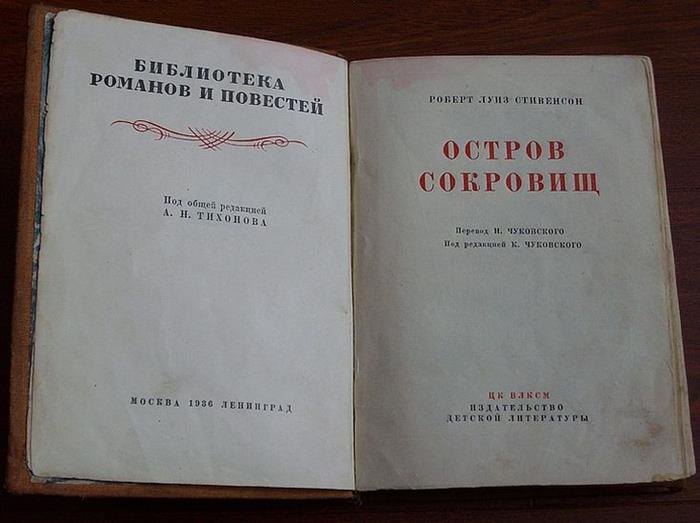 БИБЛИОТЕКА
РОМАНОВ И ПОВЕСТЕЙ
Под общей редакцией
А. Н. ТИХОНОВА
МОСКВА 1936 ЛЕНИНГРАД
РОБЕРТ ЛУИЗ СТИВЕНСОН
ОСТРОВ
СОКРОВИЩ
Перевод Н. ЧУКОВСКОГО
Под редакцией К. ЧУКОВСКОГО
ЦК ВЛКСМ
ИЗДАТЕЛЬСТВО
ДЕТСКОЙ ЛИТЕРАТУРЫ